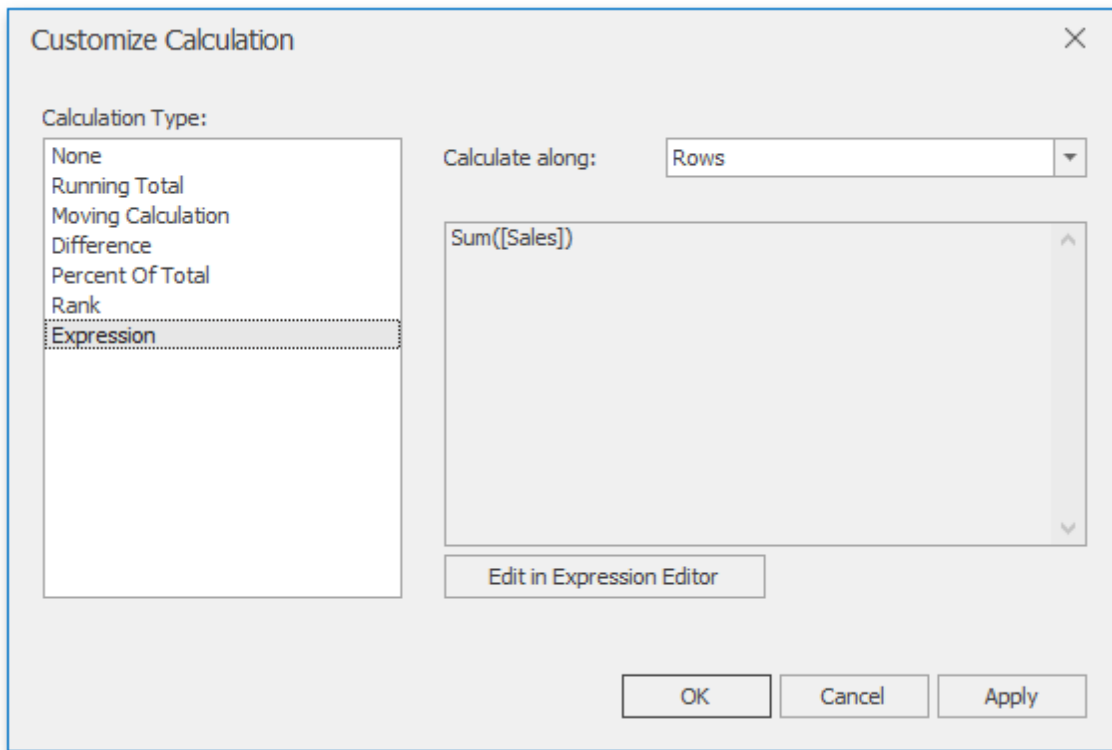 Customize Calculation
Calculation Type:
None
Running Total
Moving Calculation
Difference
Percent Of Total
Rank
Expression
Calculate along:
Rows
Sum([Sales])
Edit in Expression Editor
OK
Cancel
Apply